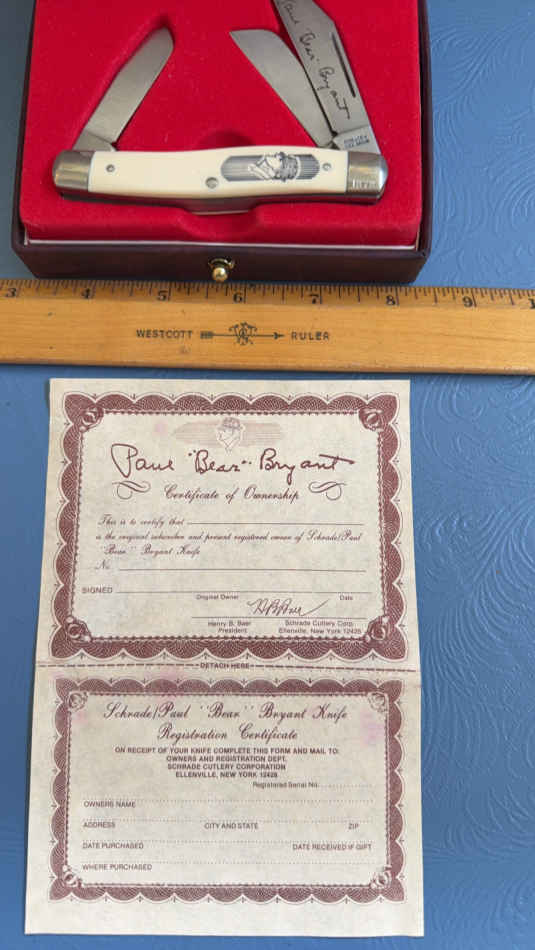 Paul "Bear" Bryant
3 4 5 6 7 8 9 1
WESTCOTT RULER
Paul "Bear" Bryant
Certificate of Ownership
This is to certify that
is the original subscriber and present registered owner of Schrade/Paul
"Bear" Bryant Knife
No.
SIGNED
Original Owner Date
Henry B. Baer Schrade Cutlery Corp.
President Ellenville, New York 12428
DETACH HERE
Schrade/Paul "Bear" Bryant Knife
Registration Certificate
ON RECEIPT OF YOUR KNIFE COMPLETE THIS FORM AND MAIL TO:
OWNERS AND REGISTRATION DEPT.
SCHRADE CUTLERY CORPORATION
ELLENVILLE, NEW YORK 12428
Registered Serial No.
OWNERS NAME
ADDRESS CITY AND STATE ZIP
DATE PURCHASED DATE RECEIVED IF GIFT
WHERE PURCHASED